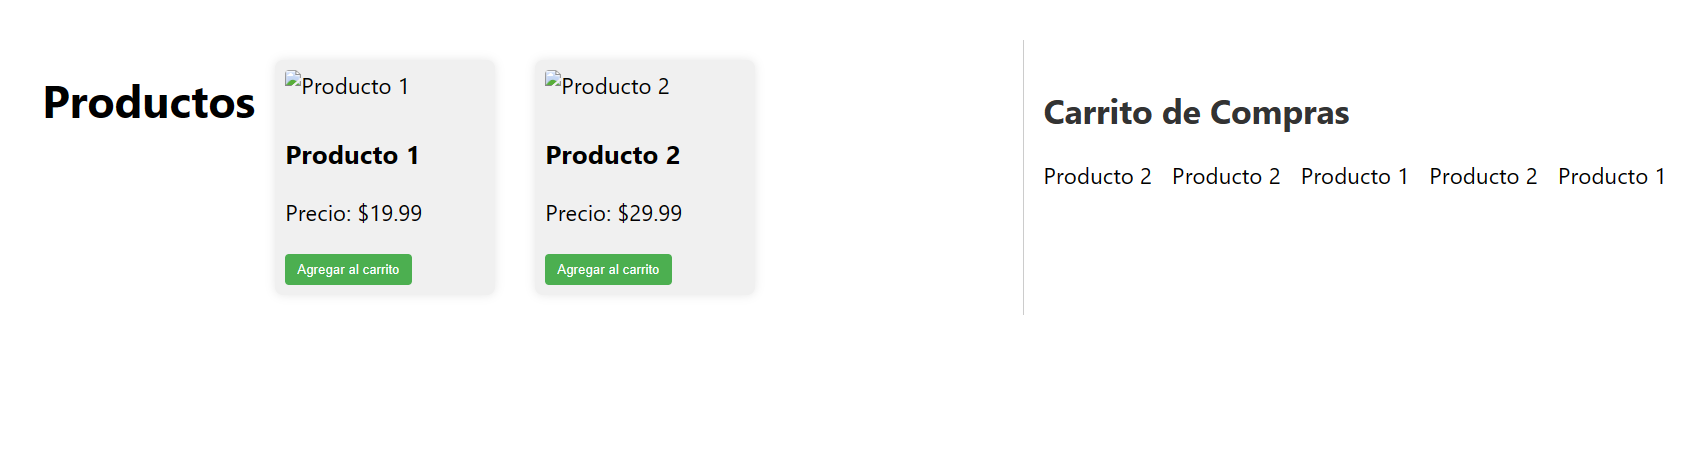 Productos
Producto 1
Producto 1
Precio: $19.99
Agregar al carrito
Producto 2
Producto 2
Precio: $29.99
Agregar al carrito
Carrito de Compras
Producto 2 Producto 2 Producto 1 Producto 2 Producto 1